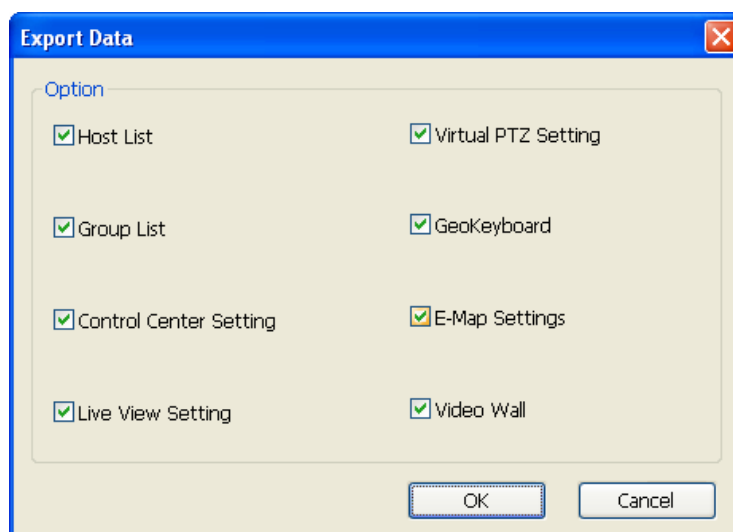 Export Data
Option
Host List
Virtual PTZ Setting
Group List
GeoKeyboard
Control Center Setting
E-Map Settings
Live View Setting
Video Wall
OK
Cancel